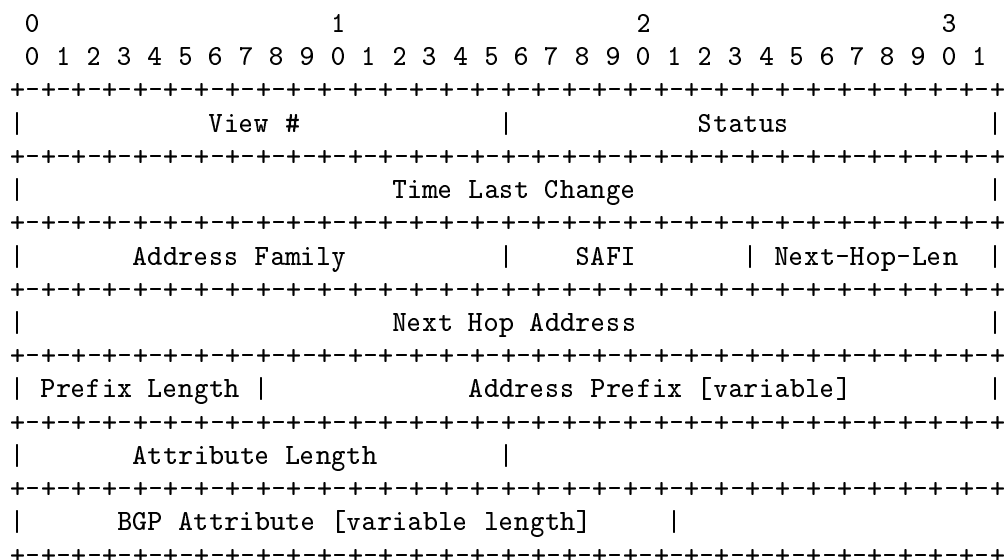 0                   1                   2                   3
 0 1 2 3 4 5 6 7 8 9 0 1 2 3 4 5 6 7 8 9 0 1 2 3 4 5 6 7 8 9 0 1
+-+-+-+-+-+-+-+-+-+-+-+-+-+-+-+-+-+-+-+-+-+-+-+-+-+-+-+-+-+-+-+-+
|            View #             |            Status             |
+-+-+-+-+-+-+-+-+-+-+-+-+-+-+-+-+-+-+-+-+-+-+-+-+-+-+-+-+-+-+-+-+
|                        Time Last Change                       |
+-+-+-+-+-+-+-+-+-+-+-+-+-+-+-+-+-+-+-+-+-+-+-+-+-+-+-+-+-+-+-+-+
|       Address Family          |    SAFI       | Next-Hop-Len  |
+-+-+-+-+-+-+-+-+-+-+-+-+-+-+-+-+-+-+-+-+-+-+-+-+-+-+-+-+-+-+-+-+
|                        Next Hop Address                       |
+-+-+-+-+-+-+-+-+-+-+-+-+-+-+-+-+-+-+-+-+-+-+-+-+-+-+-+-+-+-+-+-+
| Prefix Length |             Address Prefix [variable]         |
+-+-+-+-+-+-+-+-+-+-+-+-+-+-+-+-+-+-+-+-+-+-+-+-+-+-+-+-+-+-+-+-+
|       Attribute Length        |
+-+-+-+-+-+-+-+-+-+-+-+-+-+-+-+-+-+-+-+-+-+-+-+-+-+-+-+-+-+-+-+-+
|      BGP Attribute [variable length]     |
+-+-+-+-+-+-+-+-+-+-+-+-+-+-+-+-+-+-+-+-+-+-+-+-+-+-+-+-+-+-+-+-+